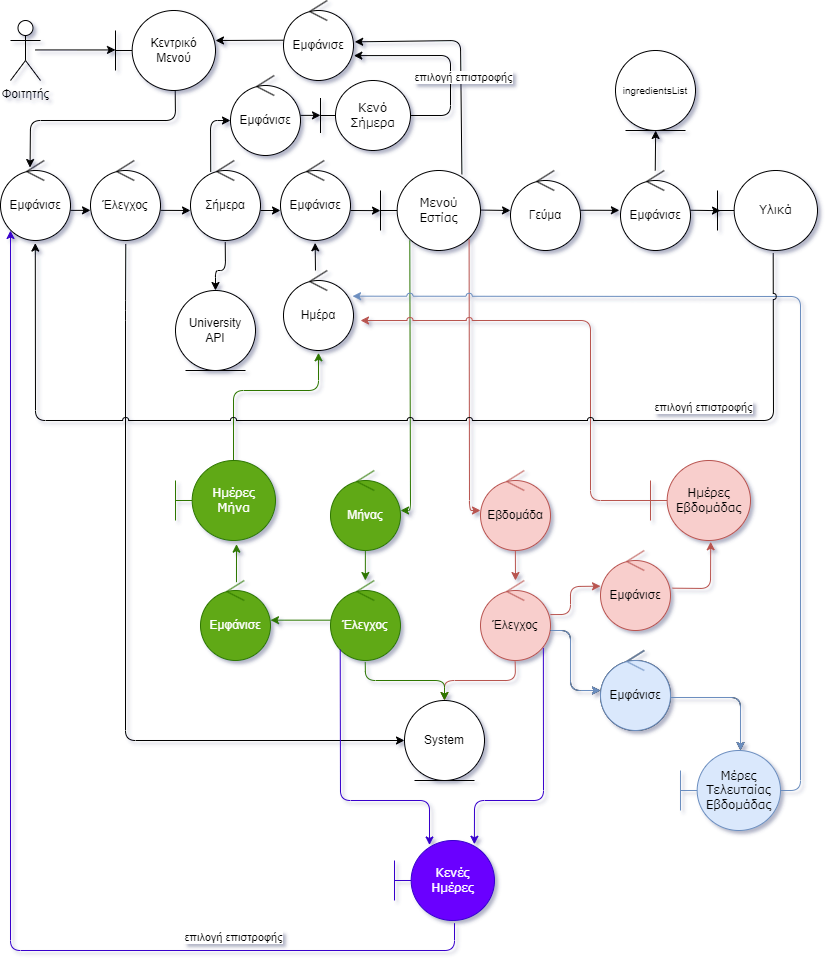 Φοιτητής
Κεντρικό
Μενού
Εμφάνισε
επιλογή επιστροφής
Εμφάνισε
Κενό
Σήμερα
ingredientsList
Εμφάνισε
Έλεγχος
Σήμερα
Εμφάνισε
Μενού
Εστίας
Γεύμα
Εμφάνισε
Υλικά
University
API
Ημέρα
επιλογή επιστροφής
Ημέρες
Μήνα
Μήνας
Εβδομάδα
Ημέρες
Εβδομάδας
Εμφάνισε
Έλεγχος
Έλεγχος
Εμφάνισε
Εμφάνισε
System
Μέρες
Τελευταίας
Εβδομάδας
Κενές
Ημέρες
επιλογή επιστροφής